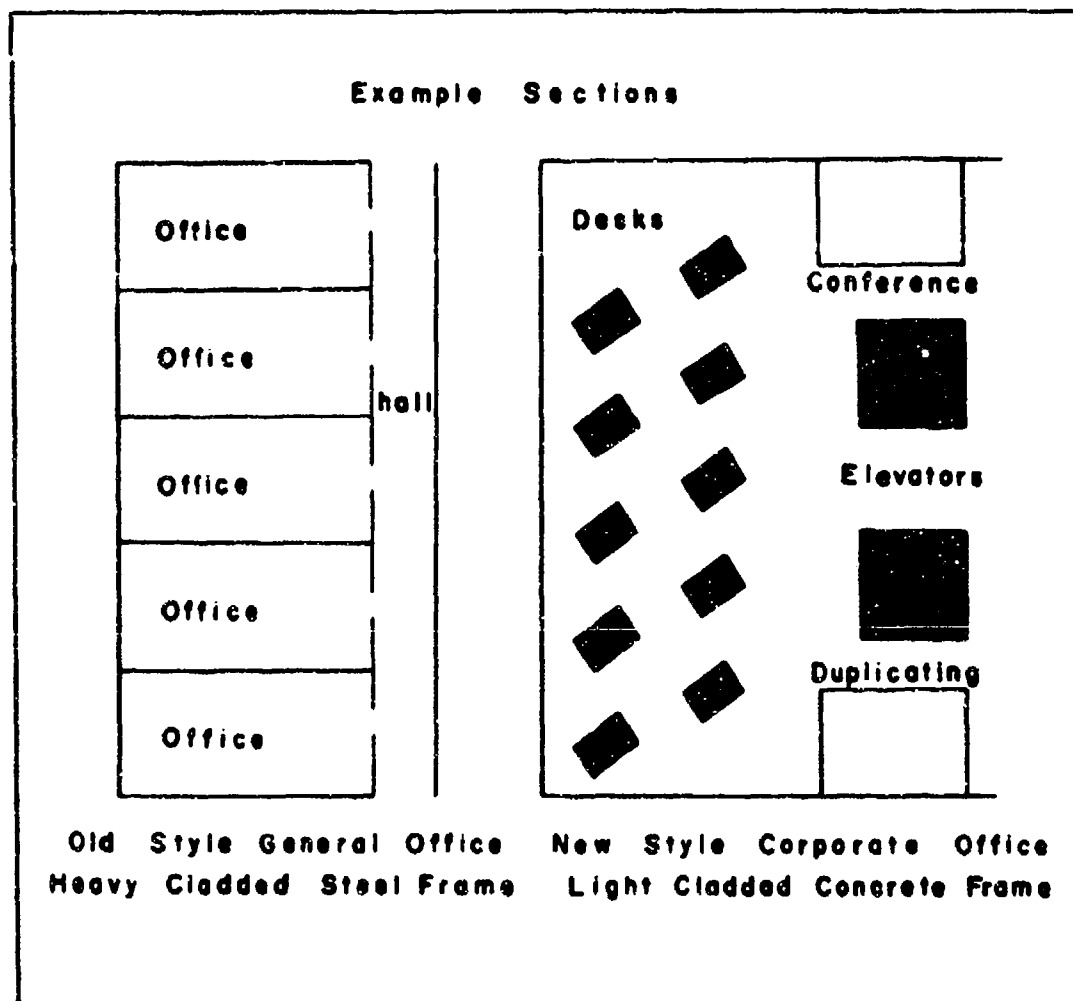 Example Sections
Office
Office
Office
Office
Office
hall
Desks
Conference
Elevators
Duplicating
Old Style General Office
Heavy Cladded Steel Frame
New Style Corporate Office
Light Cladded Concrete Frame